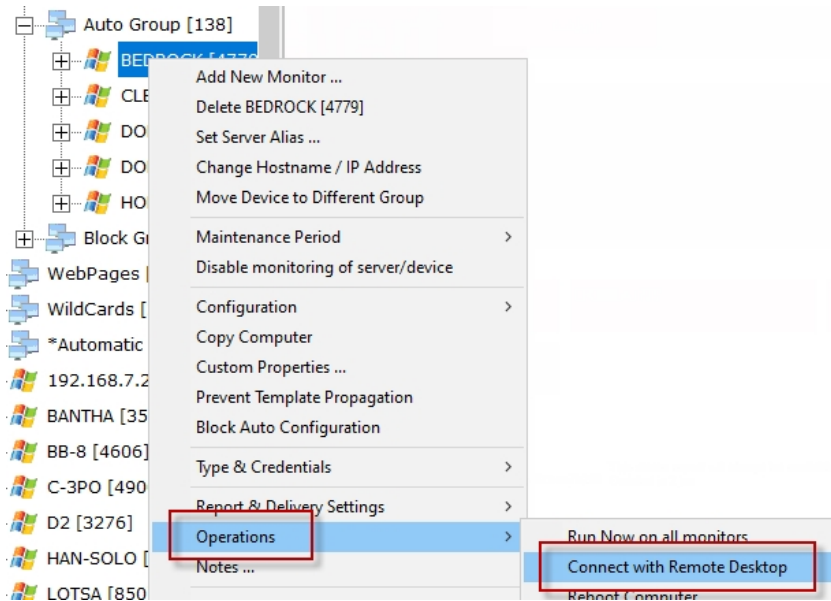 Auto Group [138]
BEDROCK [4779
CLE
DO
DO
HO
Block Gr
WebPages [
WildCards [
*Automatic
192.168.7.2
BANTHA [35
BB-8 [4606]
C-3PO [490
D2 [3276]
HAN-SOLO [
LOTSA [850
Add New Monitor ...
Delete BEDROCK [4779]
Set Server Alias ...
Change Hostname / IP Address
Move Device to Different Group
Maintenance Period
Disable monitoring of server/device
Configuration
Copy Computer
Custom Properties ...
Prevent Template Propagation
Block Auto Configuration
Type & Credentials
Report & Delivery Settings
Operations
Notes ...
Run Now on all monitors
Connect with Remote Desktop
Reboot Computer